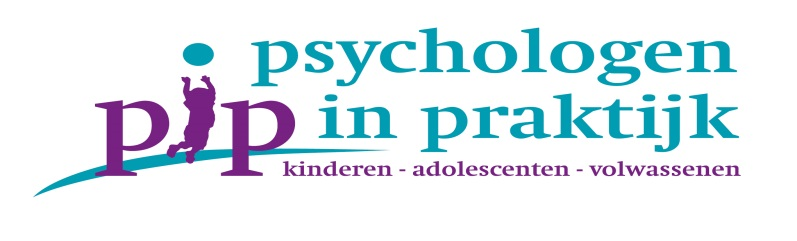 psychologen
pip in praktijk
kinderen - adolescenten - volwassenen